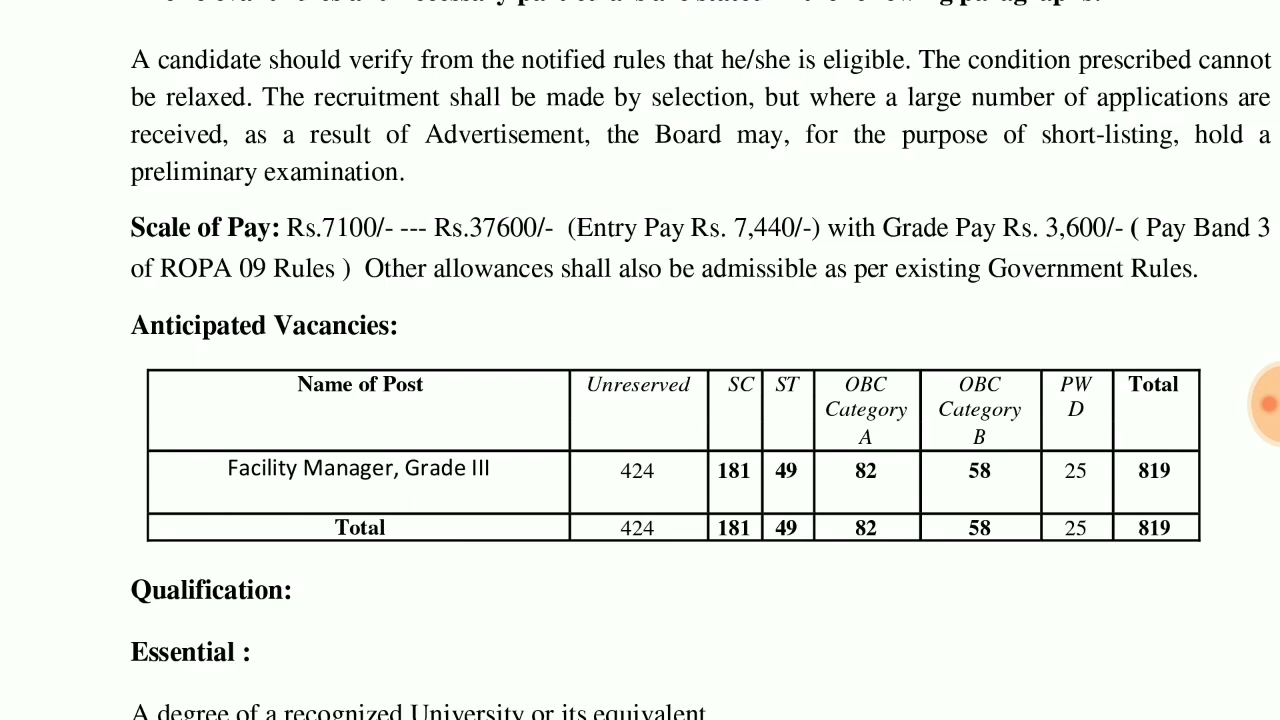 A candidate should verify from the notified rules that he/she is eligible. The condition prescribed cannot
be relaxed. The recruitment shall be made by selection, but where a large number of applications are
received, as a result of Advertisement, the Board may, for the purpose of short-listing, hold a
preliminary examination.
Scale of Pay: Rs.7100/- --- Rs.37600/- (Entry Pay Rs. 7,440/-) with Grade Pay Rs. 3,600/- ( Pay Band 3
of ROPA 09 Rules ) Other allowances shall also be admissible as per existing Government Rules.
Anticipated Vacancies:
Name of Post Unreserved SC ST OBC Category A OBC Category B PW D Total
Facility Manager, Grade III 424 181 49 82 58 25 819
Total 424 181 49 82 58 25 819
Qualification:
Essential :
A degree of a recognized University or its equivalent